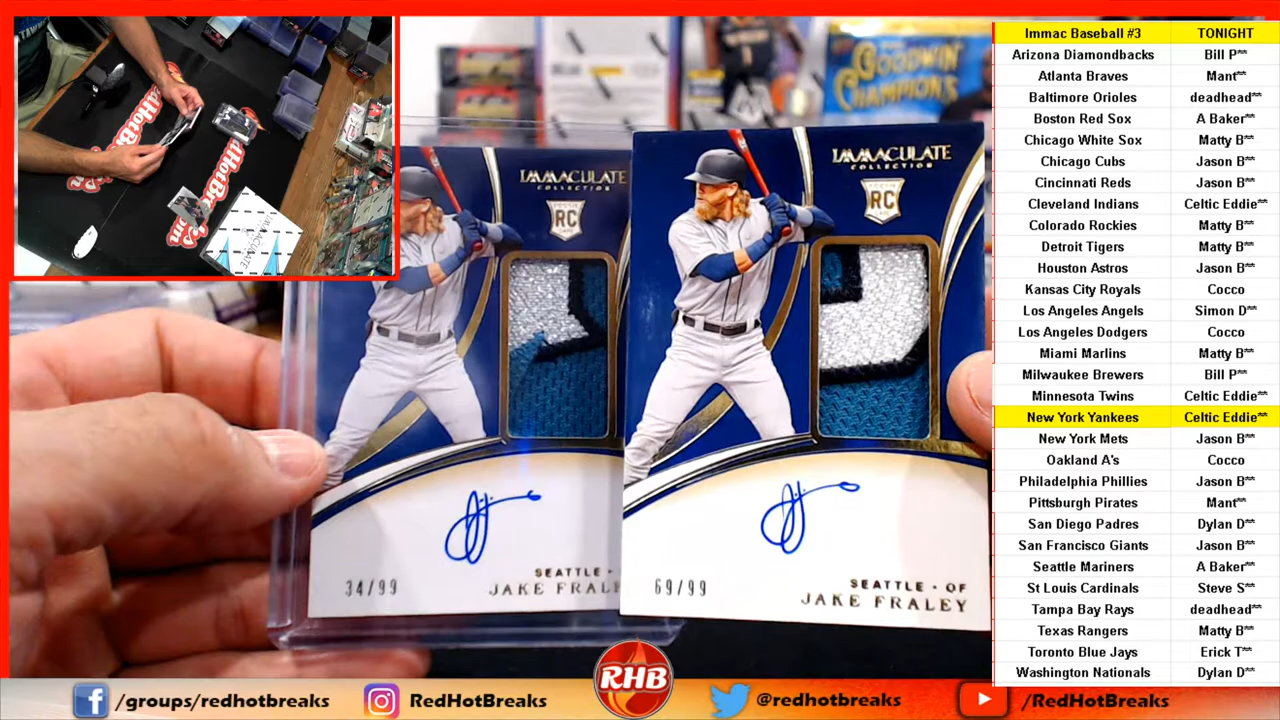 Immac Baseball #3 TONIGHT
Arizona Diamondbacks Bill P**
Atlanta Braves Mant**
Baltimore Orioles deadhead**
Boston Red Sox A Baker**
Chicago White Sox Matty B**
Chicago Cubs Jason B**
Cincinnati Reds Jason B**
Cleveland Indians Celtic Eddie**
Colorado Rockies Matty B**
Detroit Tigers Matty B**
Houston Astros Jason B**
Kansas City Royals Cocco
Los Angeles Angels Simon D**
Los Angeles Dodgers Cocco
Miami Marlins Matty B**
Milwaukee Brewers Bill P**
Minnesota Twins Celtic Eddie**
New York Yankees Celtic Eddie**
New York Mets Jason B**
Oakland A's Cocco
Philadelphia Phillies Jason B**
Pittsburgh Pirates Mant**
San Diego Padres Dylan D**
San Francisco Giants Jason B**
Seattle Mariners A Baker**
St Louis Cardinals Steve S**
Tampa Bay Rays deadhead**
Texas Rangers Matty B**
Toronto Blue Jays Erick T**
Washington Nationals Dylan D**
GOODWIN
CHAMPIONS
IMMACULATE
COLLECTION
RC
34/99
SEATTLE •
JAKE FRALE
IMMACULATE
COLLECTION
RC
69/99
SEATTLE • OF
JAKE FRALEY
IMMACULATE
/groups/redhotbreaks
RedHotBreaks
RHB
@redhotbreaks
/RedHotBreaks